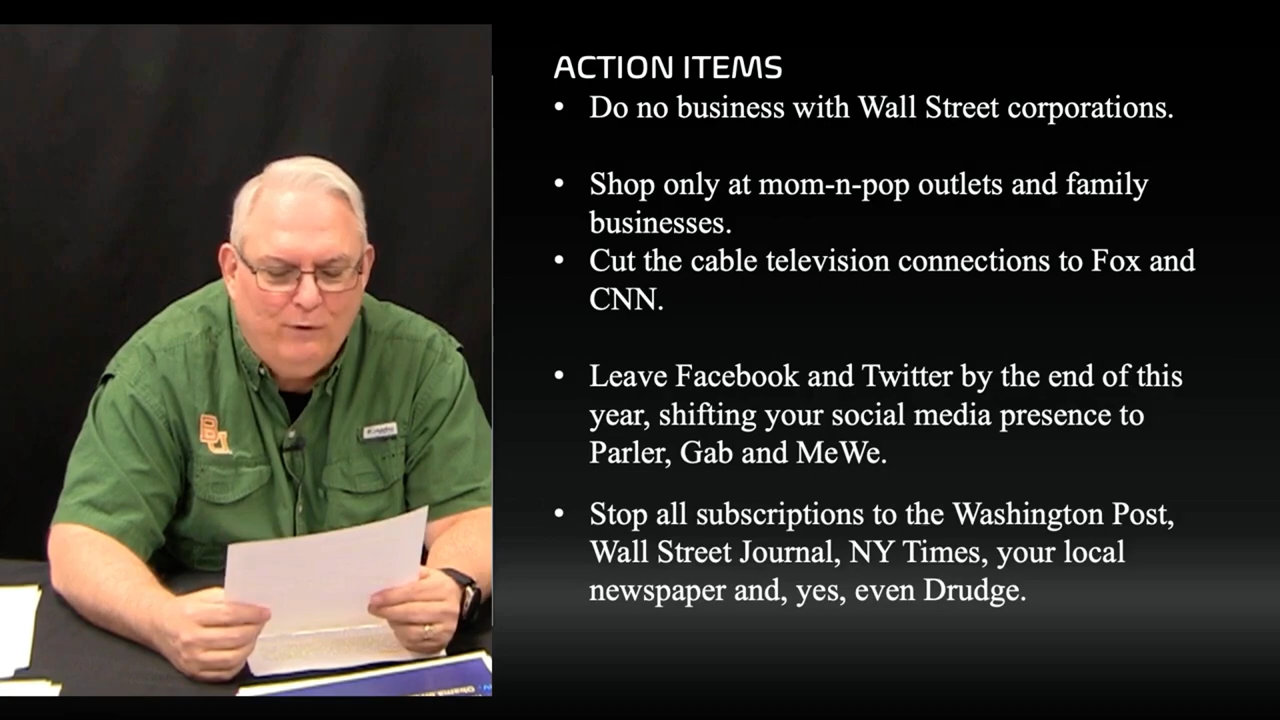 ACTION ITEMS
• Do no business with Wall Street corporations.
• Shop only at mom-n-pop outlets and family
businesses.
• Cut the cable television connections to Fox and
CNN.
• Leave Facebook and Twitter by the end of this
year, shifting your social media presence to
Parler, Gab and MeWe.
• Stop all subscriptions to the Washington Post,
Wall Street Journal, NY Times, your local
newspaper and, yes, even Drudge.
BU